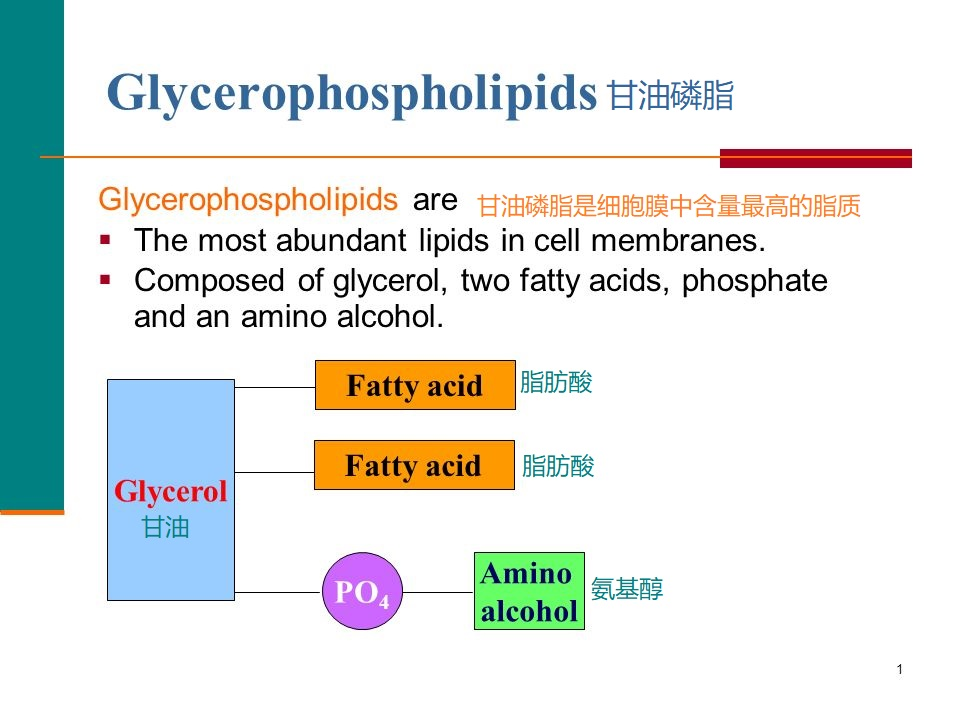 Glycerophospholipids 甘油磷脂
Glycerophospholipids are 甘油磷脂是细胞膜中含量最高的脂质
▪ The most abundant lipids in cell membranes.
▪ Composed of glycerol, two fatty acids, phosphate
and an amino alcohol.
Fatty acid 脂肪酸
Fatty acid 脂肪酸
Glycerol
甘油
PO₄
Amino
alcohol
氨基醇
1